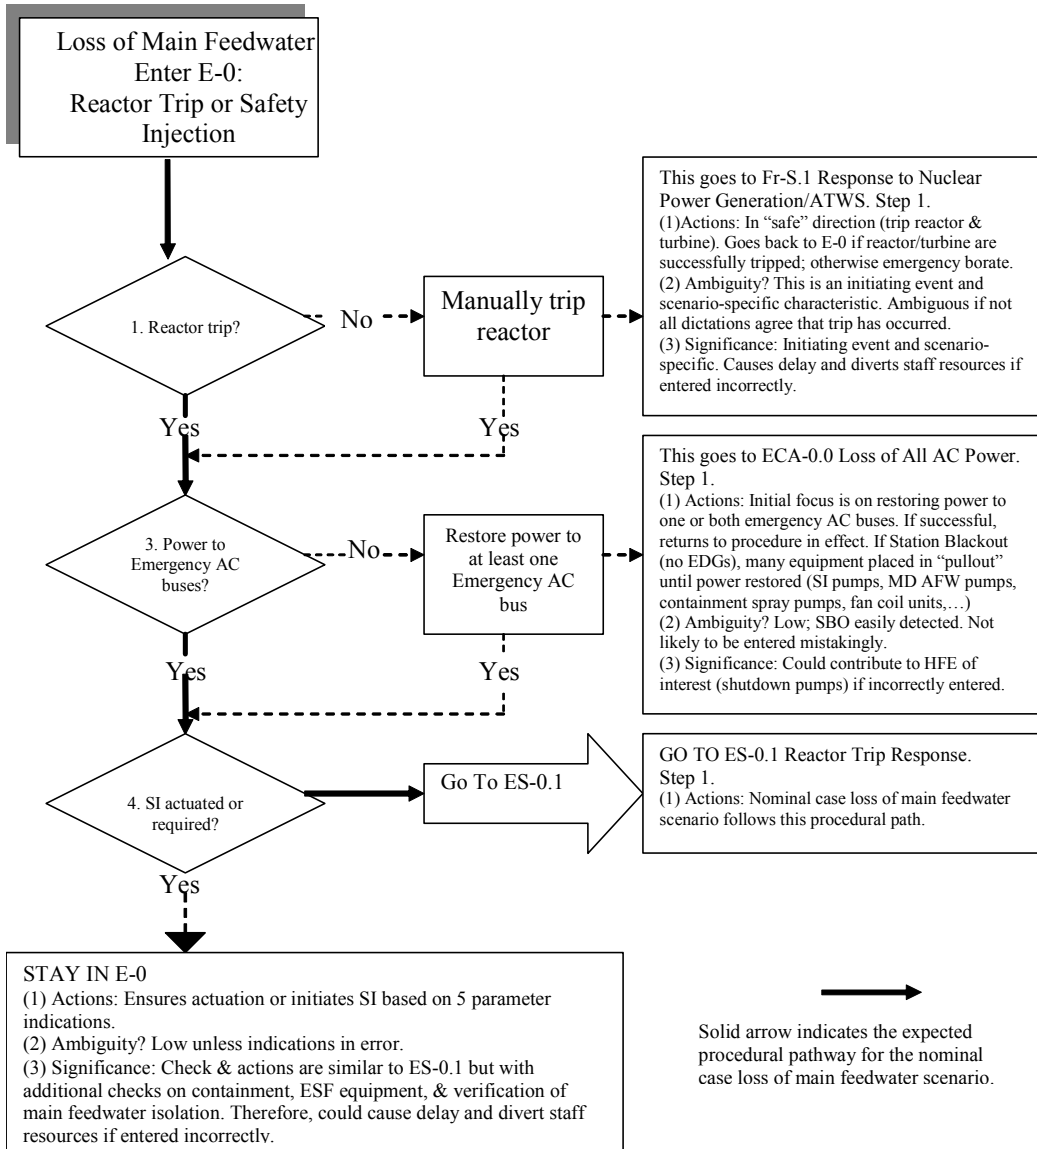 Loss of Main Feedwater
Enter E-0:
Reactor Trip or Safety
Injection
This goes to Fr-S.1 Response to Nuclear
Power Generation/ATWS. Step 1.
(1)Actions: In “safe” direction (trip reactor &
turbine). Goes back to E-0 if reactor/turbine are
successfully tripped; otherwise emergency borate.
(2) Ambiguity? This is an initiating event and
scenario-specific characteristic. Ambiguous if not
all dictations agree that trip has occurred.
(3) Significance: Initiating event and scenario-
specific. Causes delay and diverts staff resources if
entered incorrectly.
1. Reactor trip?
No
Manually trip
reactor
Yes
Yes
This goes to ECA-0.0 Loss of All AC Power.
Step 1.
(1) Actions: Initial focus is on restoring power to
one or both emergency AC buses. If successful,
returns to procedure in effect. If Station Blackout
(no EDGs), many equipment placed in “pullout”
until power restored (SI pumps, MD AFW pumps,
containment spray pumps, fan coil units,…)
(2) Ambiguity? Low; SBO easily detected. Not
likely to be entered mistakingly.
(3) Significance: Could contribute to HFE of
interest (shutdown pumps) if incorrectly entered.
3. Power to
Emergency AC
buses?
No
Restore power to
at least one
Emergency AC
bus
Yes
Yes
4. SI actuated or
required?
Go To ES-0.1
GO TO ES-0.1 Reactor Trip Response.
Step 1.
(1) Actions: Nominal case loss of main feedwater
scenario follows this procedural path.
Yes
STAY IN E-0
(1) Actions: Ensures actuation or initiates SI based on 5 parameter
indications.
(2) Ambiguity? Low unless indications in error.
(3) Significance: Check & actions are similar to ES-0.1 but with
additional checks on containment, ESF equipment, & verification of
main feedwater isolation. Therefore, could cause delay and divert staff
resources if entered incorrectly.
Solid arrow indicates the expected
procedural pathway for the nominal
case loss of main feedwater scenario.